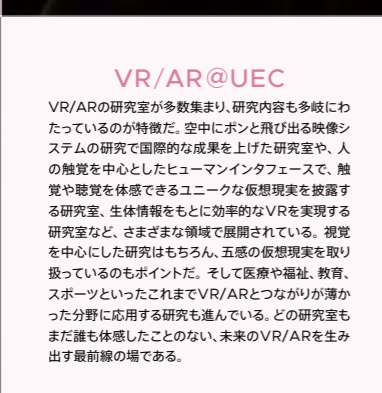 VR/AR@UEC
VR/ARの研究室が多数集まり、研究内容も多岐にわ
たっているのが特徴だ。空中にポンと飛び出る映像シ
ステムの研究で国際的な成果を上げた研究室や、人
の触覚を中心としたヒューマンインタフェースで、触
覚や聴覚を体感できるユニークな仮想現実を披露す
る研究室、生体情報をもとに効率的なVRを実現する
研究室など、さまざまな領域で展開されている。視覚
を中心にした研究はもちろん、五感の仮想現実を取り
扱っているのもポイントだ。そして医療や福祉、教育、
スポーツといったこれまでVR/ARとつながりが薄か
った分野に応用する研究も進んでいる。どの研究室も
まだ誰も体感したことのない、未来のVR/ARを生み
出す最前線の場である。